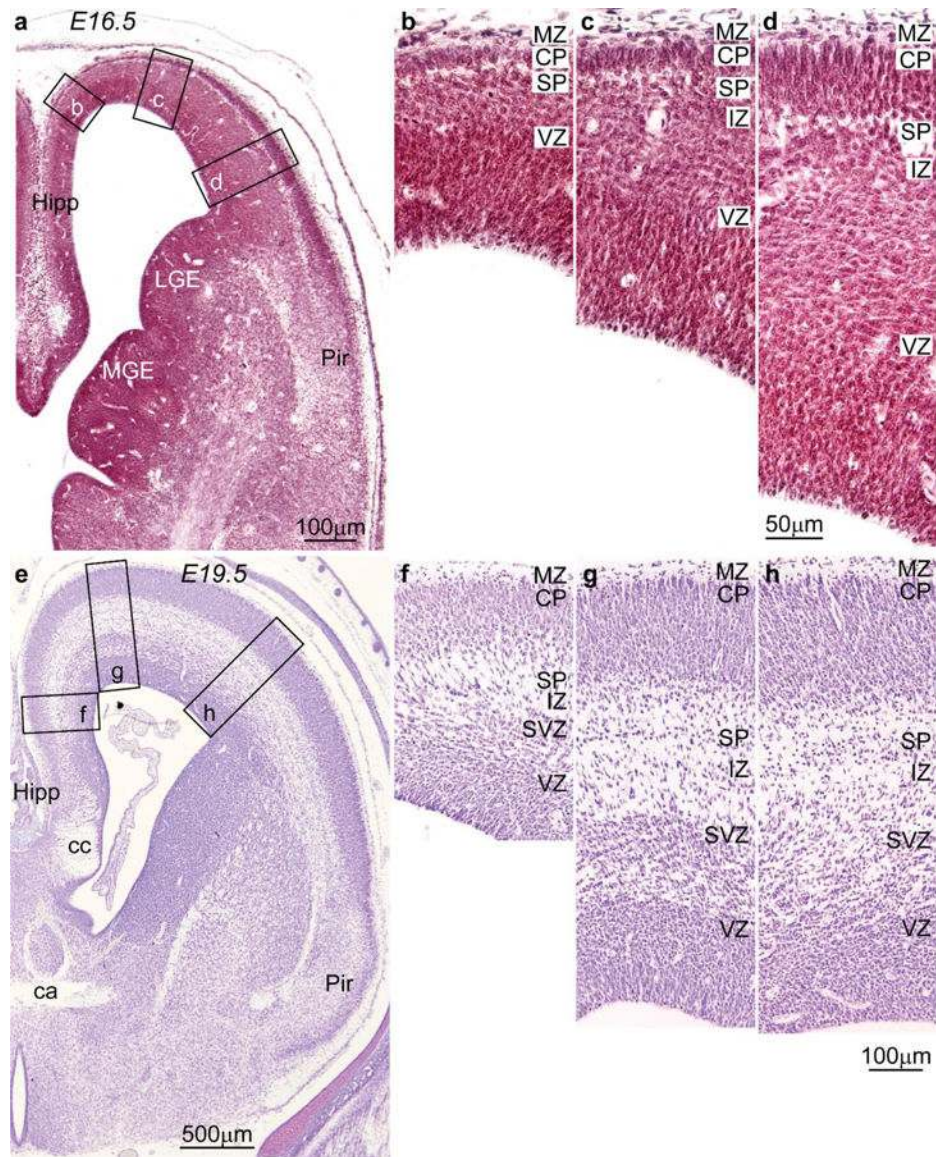 a E16.5
b
c
d
Hipp
LGE
MGE
Pir
100µm
b
MZ
CP
SP
VZ
c
MZ
CP
SP
IZ
VZ
d
MZ
CP
SP
IZ
VZ
50µm
e E19.5
g
f
h
Hipp
cc
ca
Pir
500µm
f
MZ
CP
SP
IZ
SVZ
VZ
g
MZ
CP
SP
IZ
SVZ
VZ
h
MZ
CP
SP
IZ
SVZ
VZ
100µm